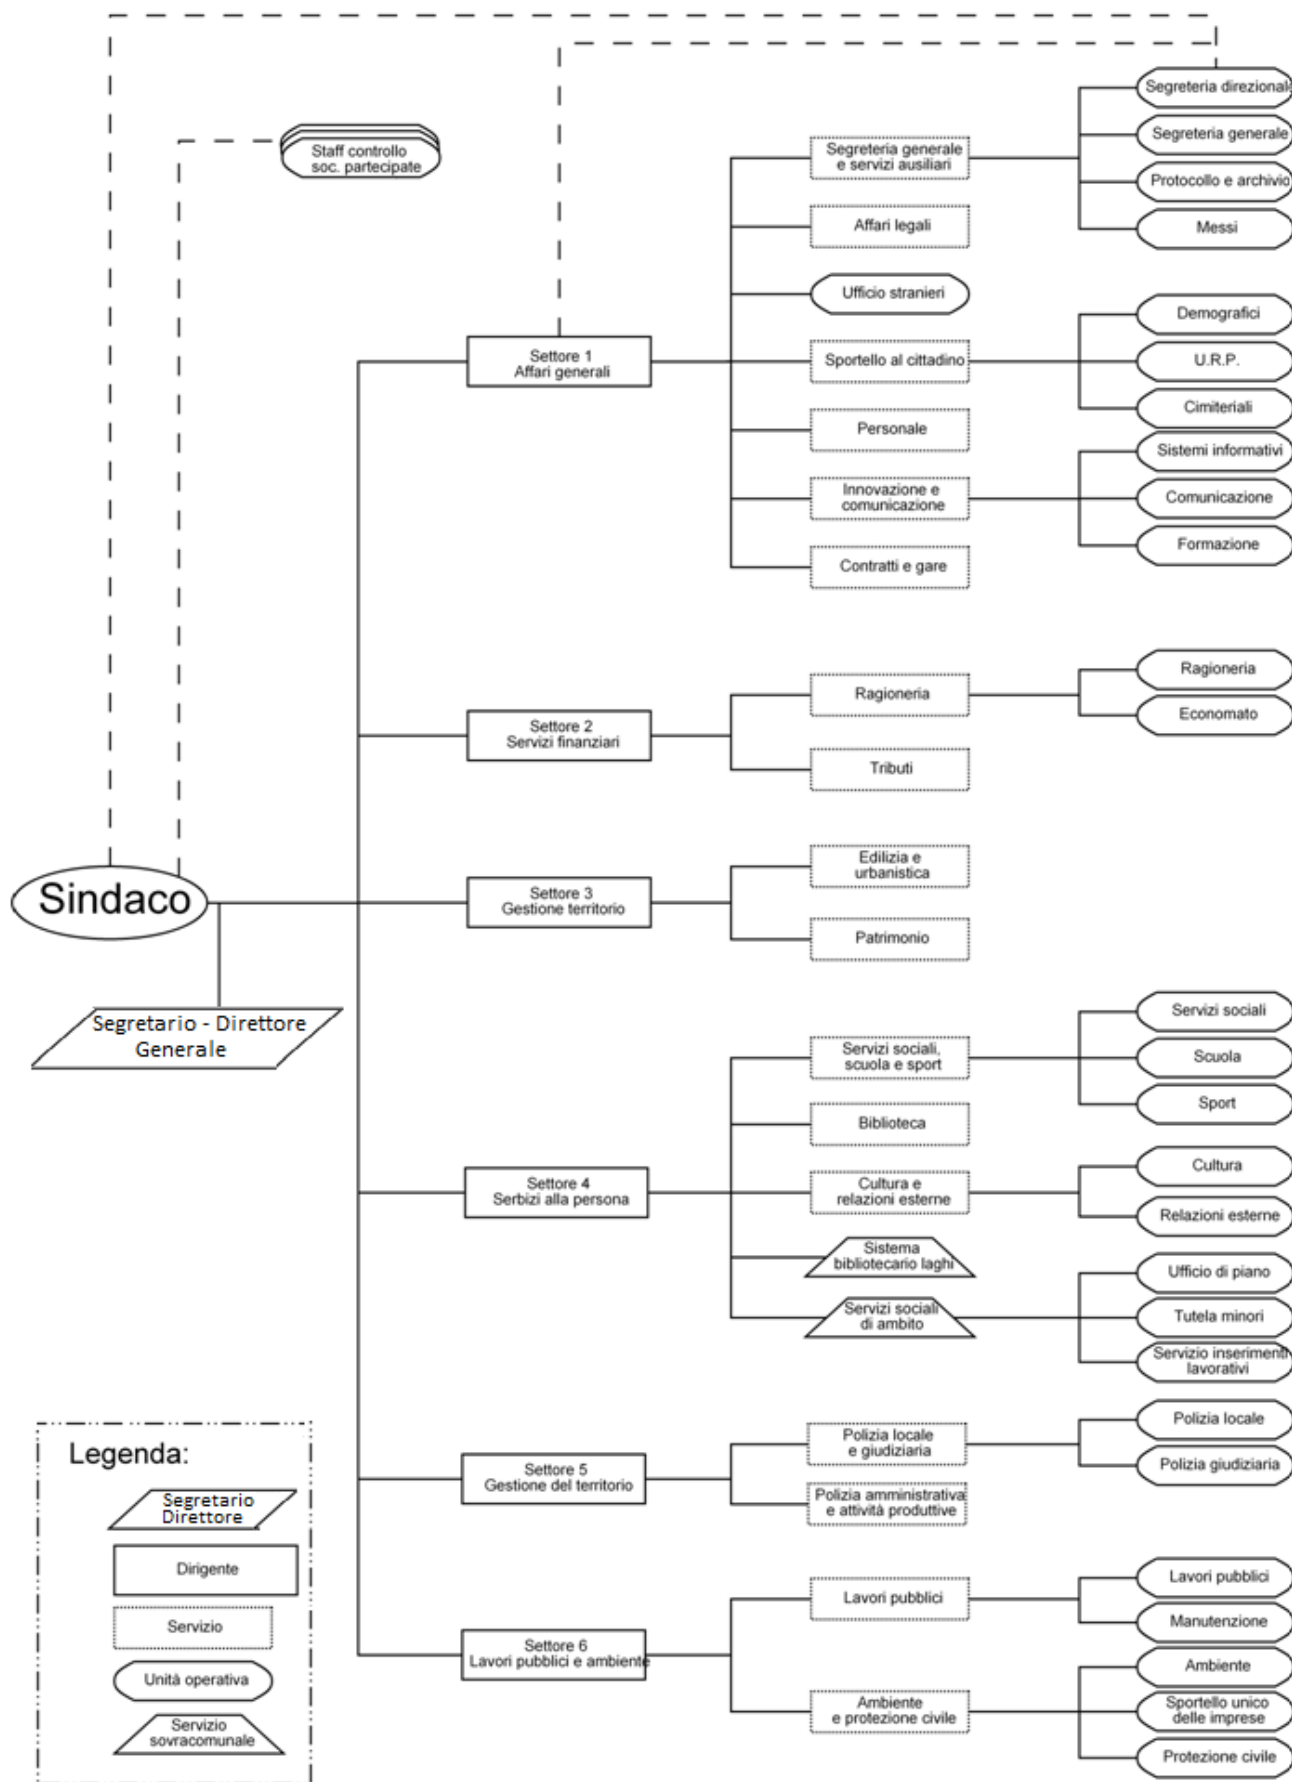 Staff controllo
soc. partecipate
Sindaco
Segretario - Direttore
Generale
Settore 1
Affari generali
Segreteria generale
e servizi ausiliari
Segreteria direzionale
Segreteria generale
Protocollo e archivio
Messi
Affari legali
Ufficio stranieri
Sportello al cittadino
Demografici
U.R.P.
Cimiteriali
Personale
Innovazione e
comunicazione
Sistemi informativi
Comunicazione
Formazione
Contratti e gare
Settore 2
Servizi finanziari
Ragioneria
Ragioneria
Economato
Tributi
Settore 3
Gestione territorio
Edilizia e
urbanistica
Patrimonio
Settore 4
Serbizi alla persona
Servizi sociali,
scuola e sport
Servizi sociali
Scuola
Sport
Biblioteca
Cultura e
relazioni esterne
Cultura
Relazioni esterne
Sistema
bibliotecario laghi
Servizi sociali
di ambito
Ufficio di piano
Tutela minori
Servizio inserimenti
lavorativi
Settore 5
Gestione del territorio
Polizia locale
e giudiziaria
Polizia locale
Polizia giudiziaria
Polizia amministrativa
e attività produttive
Settore 6
Lavori pubblici e ambiente
Lavori pubblici
Lavori pubblici
Manutenzione
Ambiente
e protezione civile
Ambiente
Sportello unico
delle imprese
Protezione civile
Legenda:
Segretario
Direttore
Dirigente
Servizio
Unità operativa
Servizio
sovracomunale